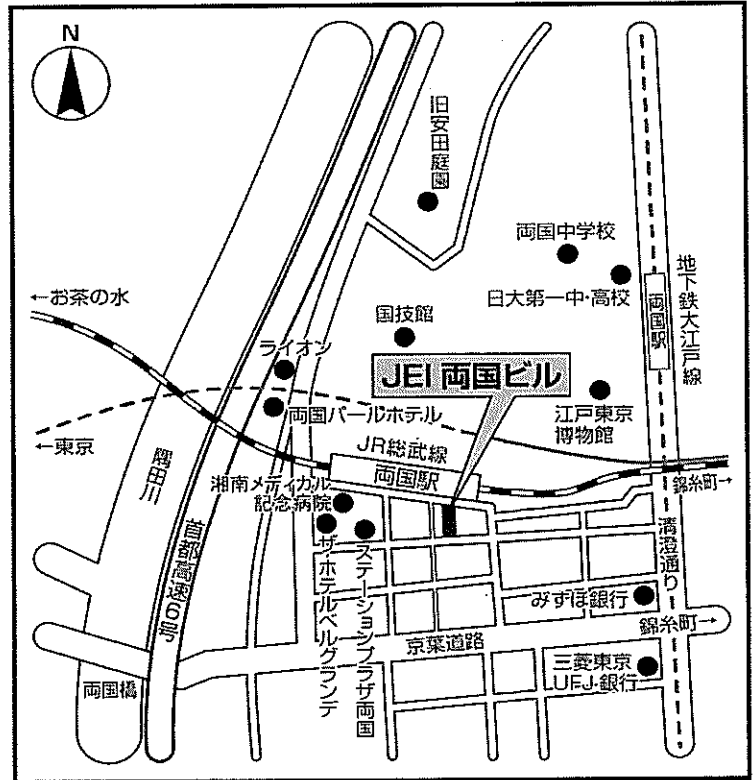 N
旧安田庭園
両国中学校
日大第一中・高校
地下鉄大江戸線
両国駅
←お茶の水
国技館
ライオン
JEI 両国ビル
両国パールホテル
江戸東京
博物館
←東京
JR総武線
両国駅
隅田川
湘南メディカル
記念病院
錦糸町→
首都高速6号
ザ・ホテルベルグランデ
ステーションプラザ両国
清澄通り
みずほ銀行
錦糸町→
京葉道路
両国橋
三菱東京
UFJ銀行